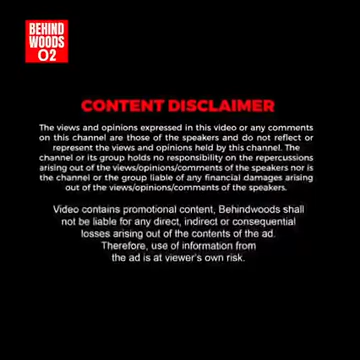 BEHIND
WOODS
O2
CONTENT DISCLAIMER
The views and opinions expressed in this video or any comments
on this channel are those of the speakers and do not reflect or
represent the views and opinions held by this channel. The
channel or its group holds no responsibility on the repercussions
arising out of the views/opinions/comments of the speakers nor is
the channel or the group liable of any financial damages arising
out of the views/opinions/comments of the speakers.
Video contains promotional content, Behindwoods shall
not be liable for any direct, indirect or consequential
losses arising out of the contents of the ad.
Therefore, use of information from
the ad is at viewer's own risk.